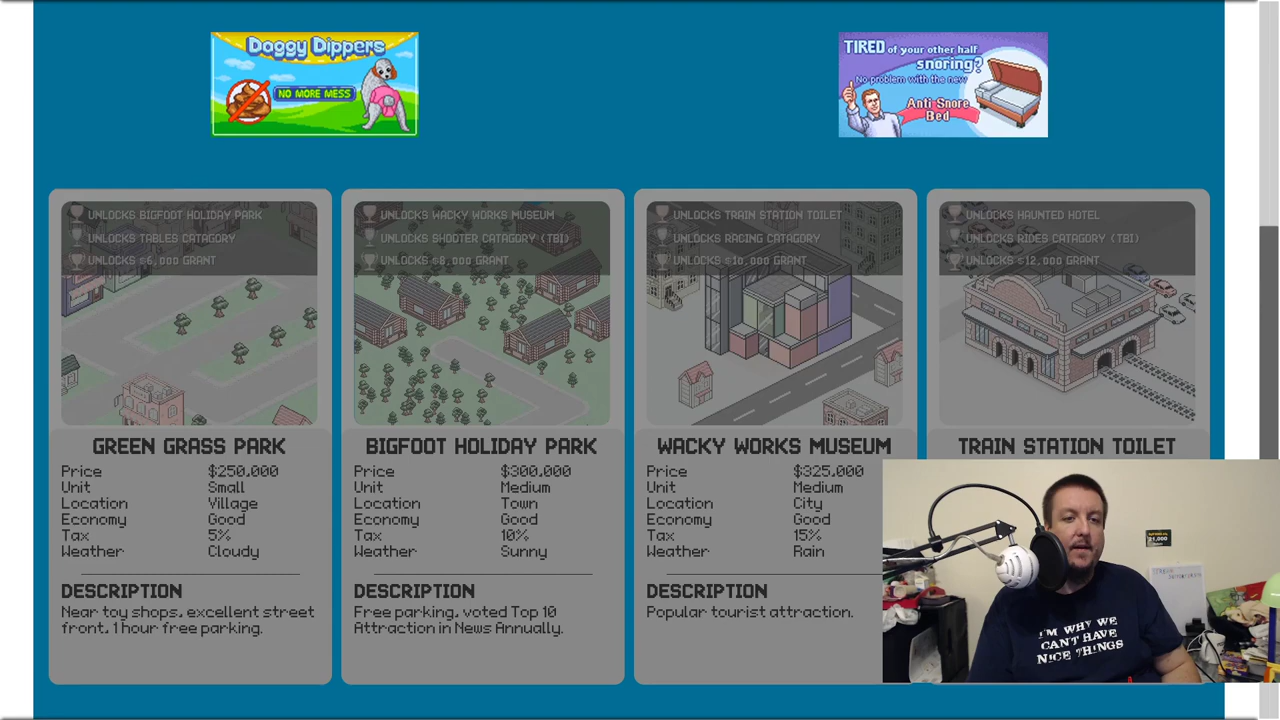 Doggy Dippers
NO MORE MESS
TIRED of your other half
snoring?
No problem with the new
Anti Snore
Bed
UNLOCKS BIGFOOT HOLIDAY PARK
UNLOCKS TABLES CATAGORY
UNLOCKS $6,000 GRANT
GREEN GRASS PARK
Price $250,000
Unit Small
Location Village
Economy Good
Tax 5%
Weather Cloudy
DESCRIPTION
Near toy shops, excellent street
front, 1 hour free parking.
UNLOCKS WACKY WORKS MUSEUM
UNLOCKS SHOOTER CATAGORY (TBI)
UNLOCKS $8,000 GRANT
BIGFOOT HOLIDAY PARK
Price $300,000
Unit Medium
Location Town
Economy Good
Tax 10%
Weather Sunny
DESCRIPTION
Free parking, voted Top 10
Attraction in News Annually.
UNLOCKS TRAIN STATION TOILET
UNLOCKS RACING CATAGORY
UNLOCKS $10,000 GRANT
WACKY WORKS MUSEUM
Price $325,000
Unit Medium
Location City
Economy Good
Tax 15%
Weather Rain
DESCRIPTION
Popular tourist attraction.
UNLOCKS HAUNTED HOTEL
UNLOCKS RIDES CATAGORY (TBI)
UNLOCKS $12,000 GRANT
TRAIN STATION TOILET
I'M WHY WE
CAN'T HAVE
NICE THINGS